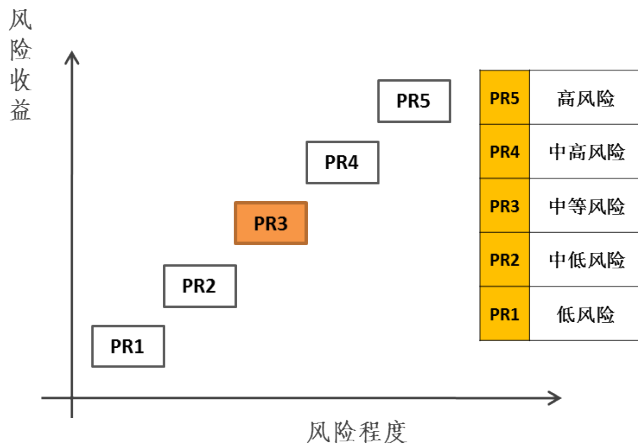 风
险
收
益
PR5
PR4
PR3
PR2
PR1
风险程度
PR5 高风险
PR4 中高风险
PR3 中等风险
PR2 中低风险
PR1 低风险